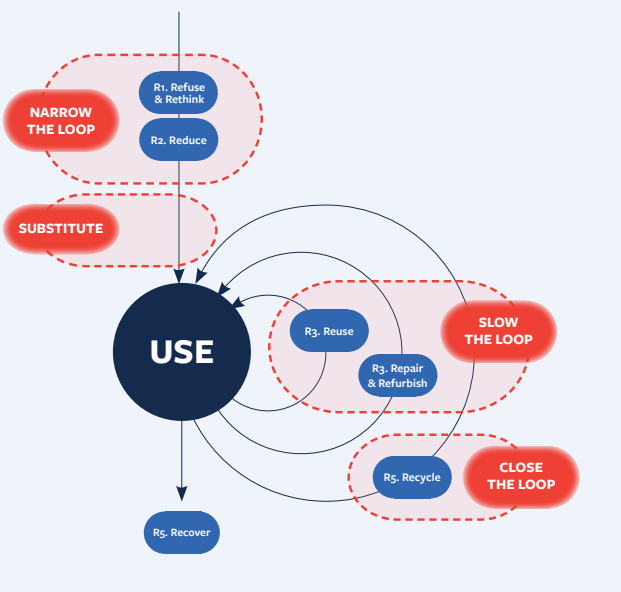 R1. Refuse
& Rethink
NARROW
THE LOOP
R2. Reduce
SUBSTITUTE
USE
R3. Reuse
SLOW
THE LOOP
R3. Repair
& Refurbish
R5. Recycle
CLOSE
THE LOOP
R5. Recover